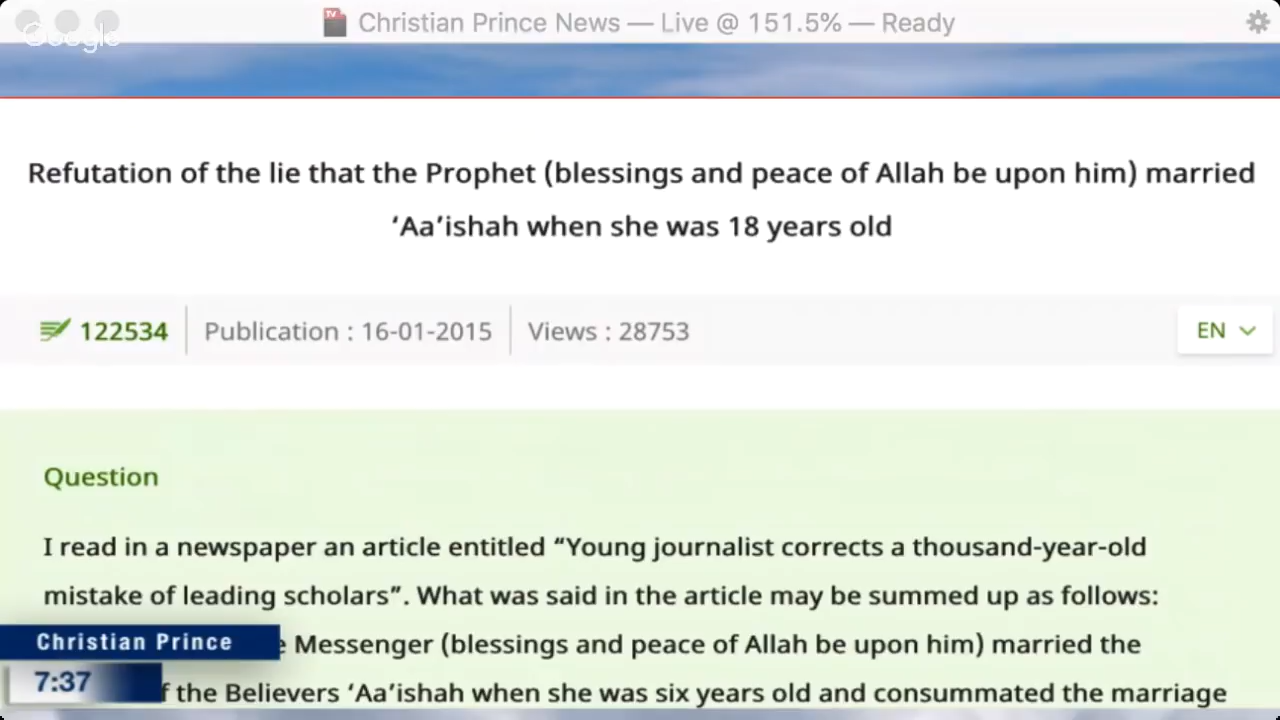 Christian Prince News — Live @ 151.5% — Ready
Google
Refutation of the lie that the Prophet (blessings and peace of Allah be upon him) married
‘Aa’ishah when she was 18 years old
122534
Publication : 16-01-2015
Views : 28753
EN
Question
I read in a newspaper an article entitled “Young journalist corrects a thousand-year-old
mistake of leading scholars”. What was said in the article may be summed up as follows:
Messenger (blessings and peace of Allah be upon him) married the
the Believers ‘Aa’ishah when she was six years old and consummated the marriage
Christian Prince
7:37